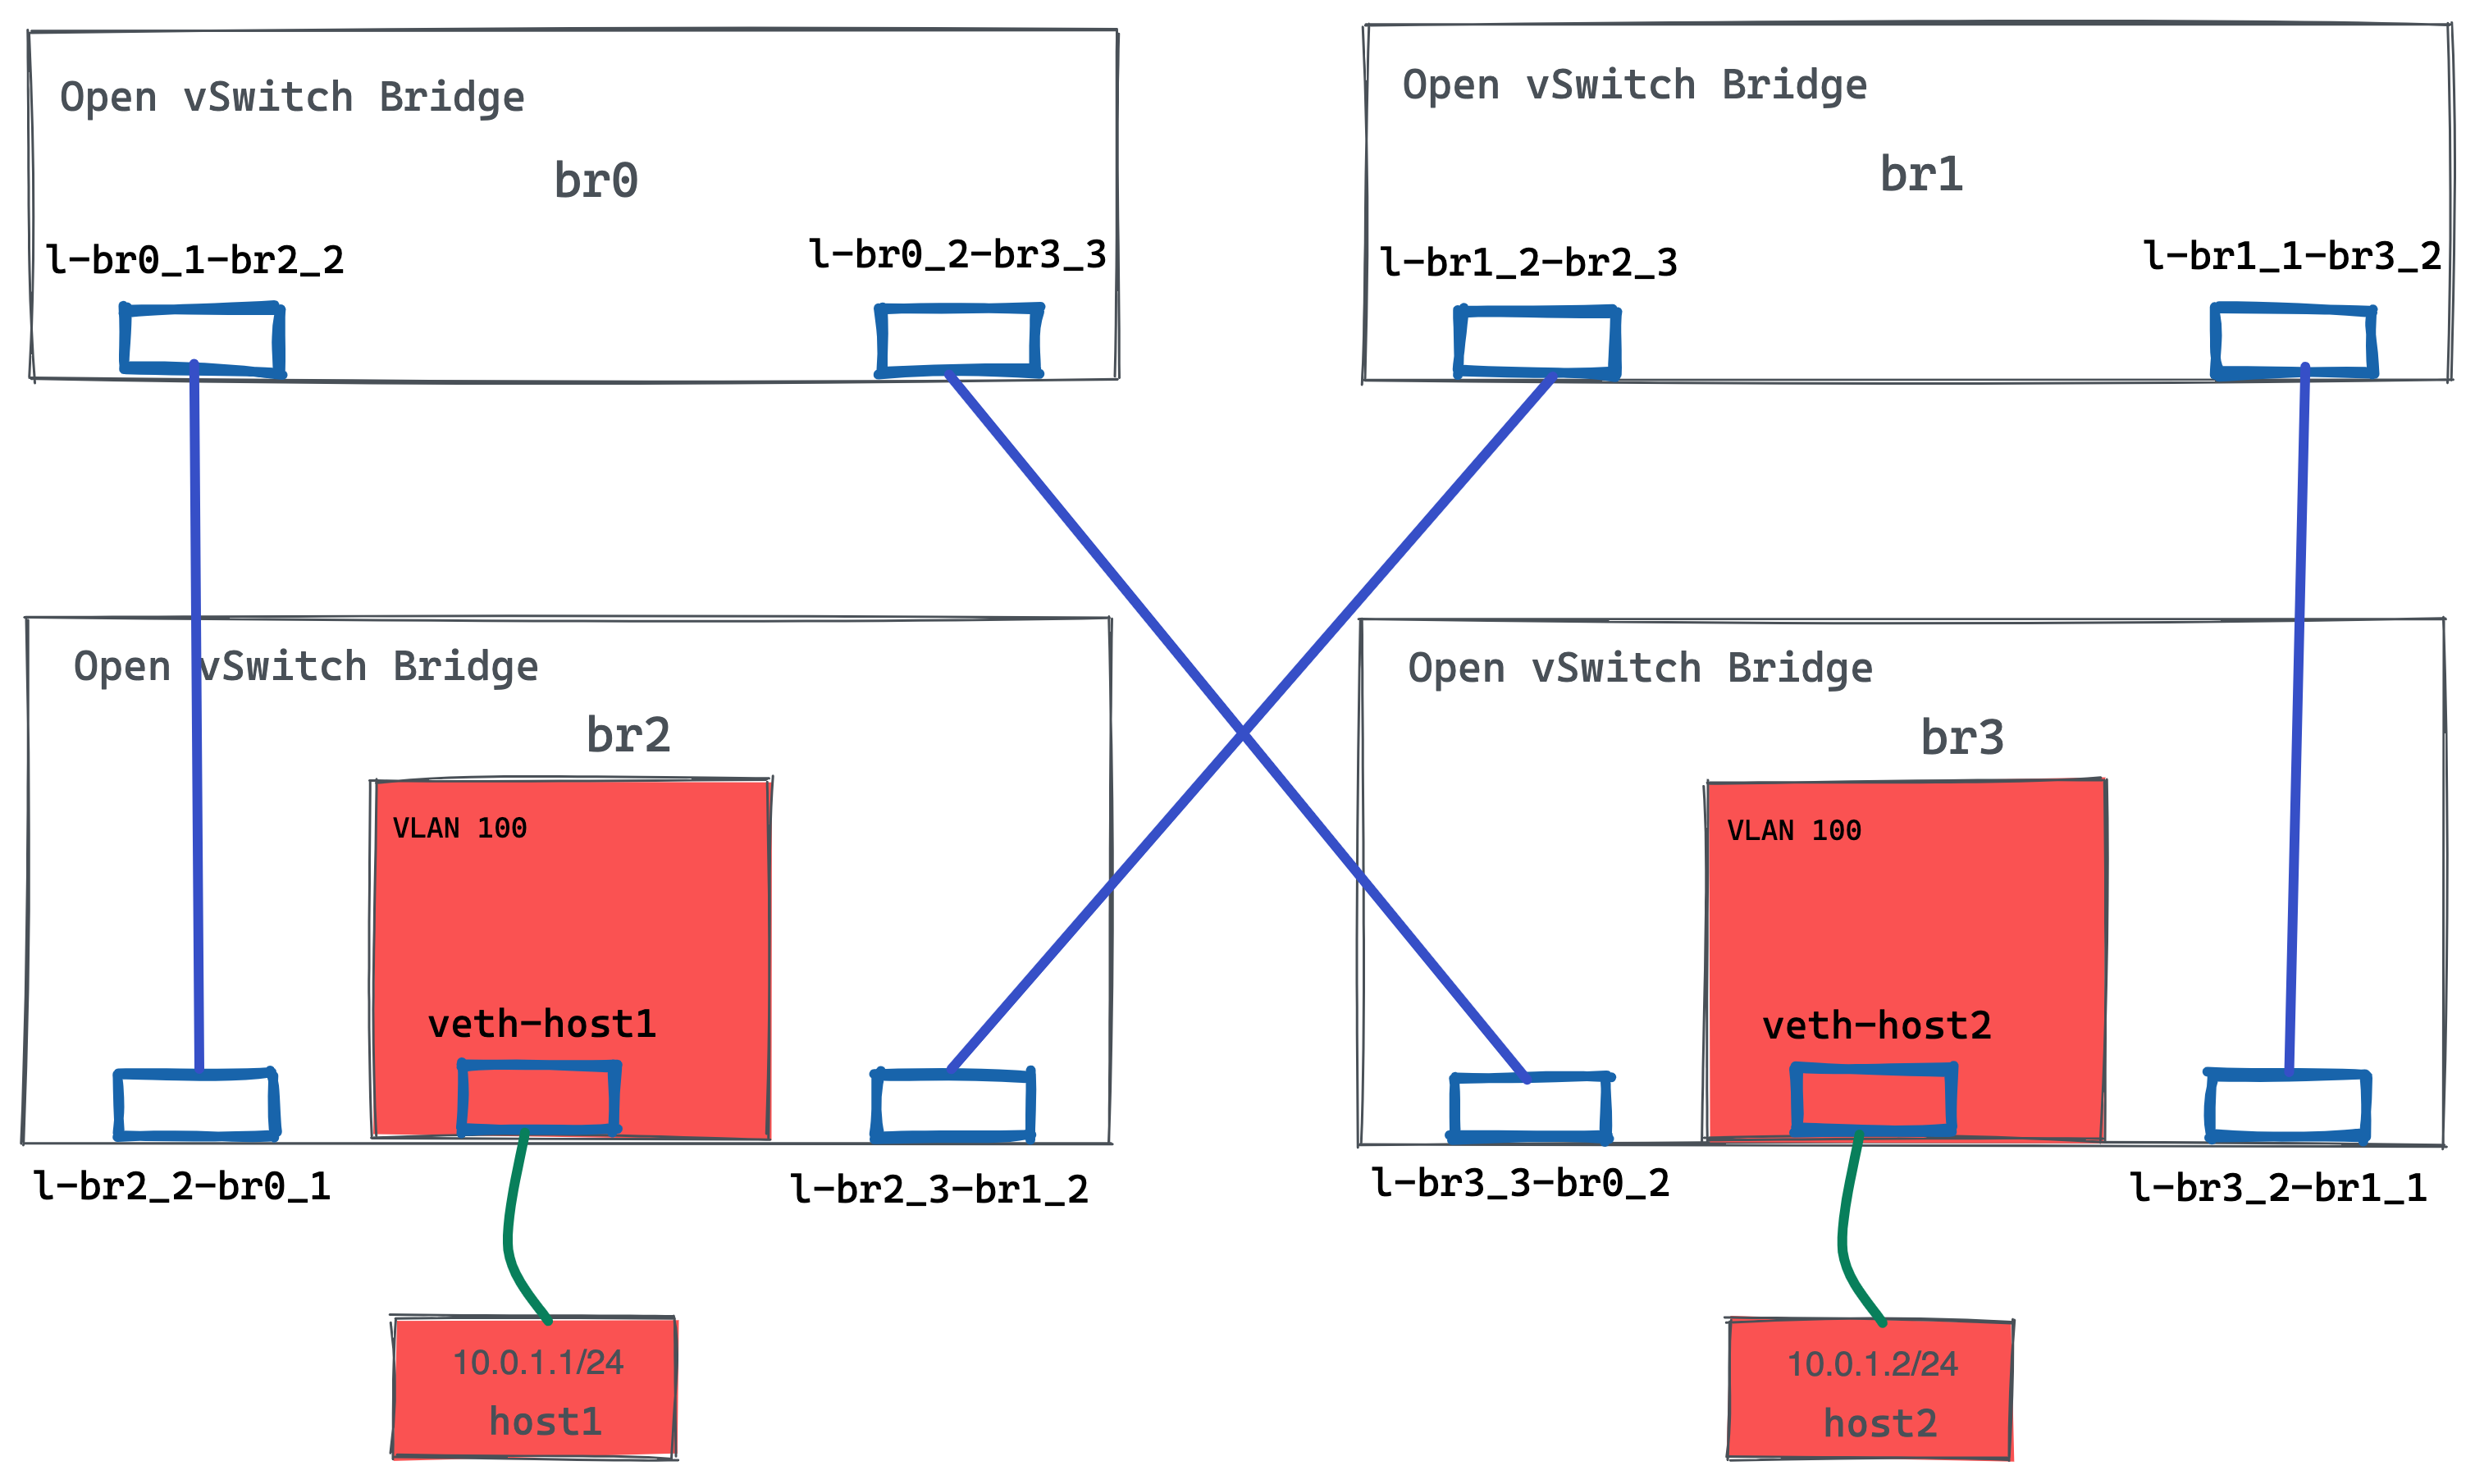 Open vSwitch Bridge
br0
l-br0_1-br2_2
l-br0_2-br3_3
Open vSwitch Bridge
br1
l-br1_2-br2_3
l-br1_1-br3_2
Open vSwitch Bridge
br2
VLAN 100
veth-host1
l-br2_2-br0_1
l-br2_3-br1_2
Open vSwitch Bridge
br3
VLAN 100
veth-host2
l-br3_3-br0_2
l-br3_2-br1_1
10.0.1.1/24
host1
10.0.1.2/24
host2